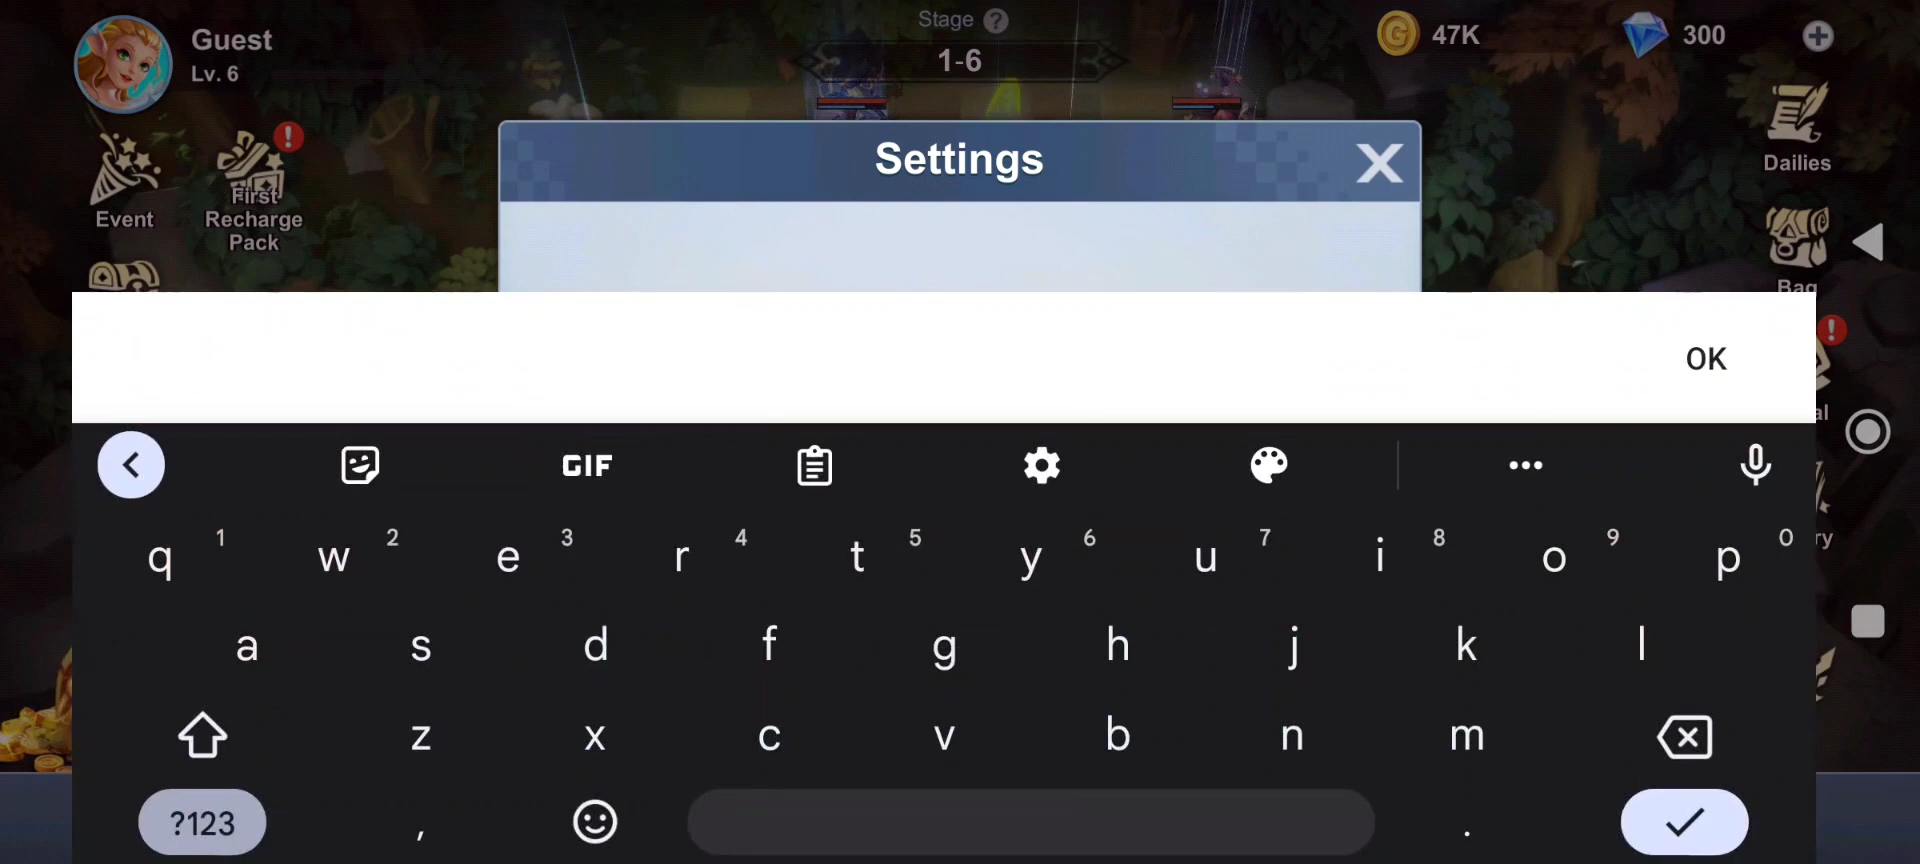 Guest
Lv. 6
Stage ?
1-6
G 47K
300
Event
First
Recharge
Pack
Settings
Dailies
Bag
OK
GIF
q 1 w 2 e 3 r 4 t 5 y 6 u 7 i 8 o 9 p 0
a s d f g h j k l
z x c v b n m
?123 , .